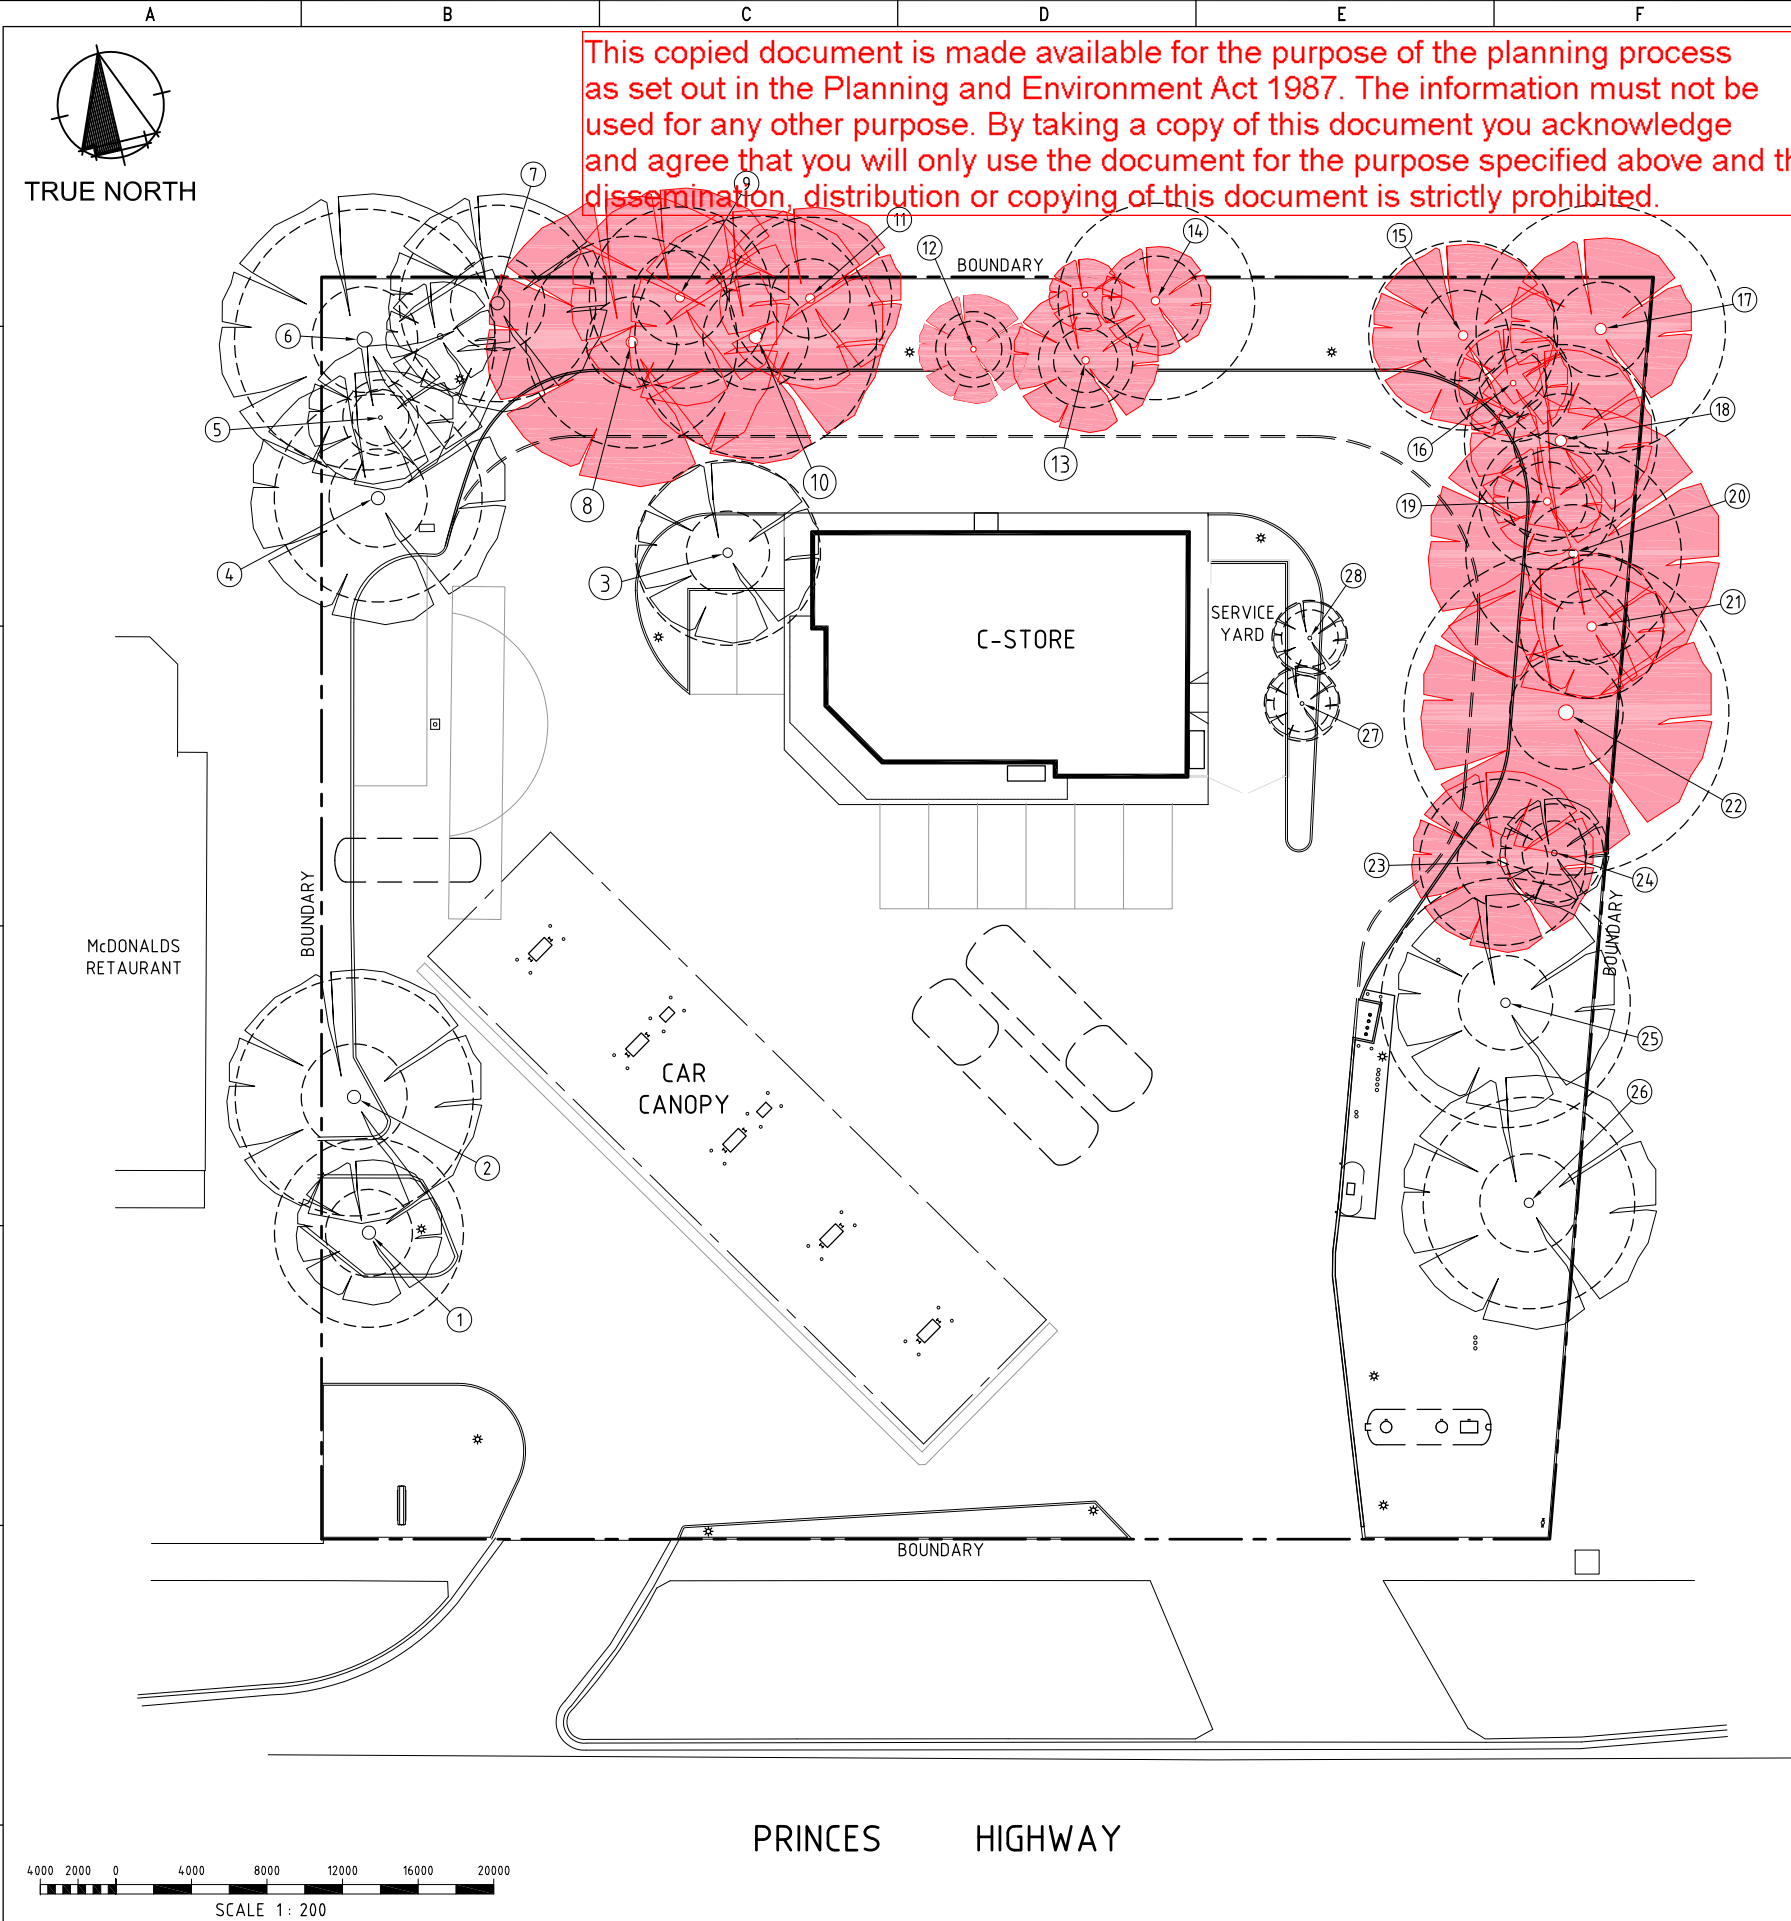 A B C D E F
This copied document is made available for the purpose of the planning process
as set out in the Planning and Environment Act 1987. The information must not be
used for any other purpose. By taking a copy of this document you acknowledge
and agree that you will only use the document for the purpose specified above and th
dissemination, distribution or copying of this document is strictly prohibited.
TRUE NORTH
7
9
11
12
14
15
BOUNDARY
17
6
5
18
16
13
10
8
19
20
4
3
28
21
SERVICE
YARD
C-STORE
27
22
23
24
BOUNDARY
BOUNDARY
McDONALDS
RETAURANT
25
CAR
CANOPY
26
2
1
BOUNDARY
PRINCES HIGHWAY
4000 2000 0 4000 8000 12000 16000 20000
SCALE 1: 200